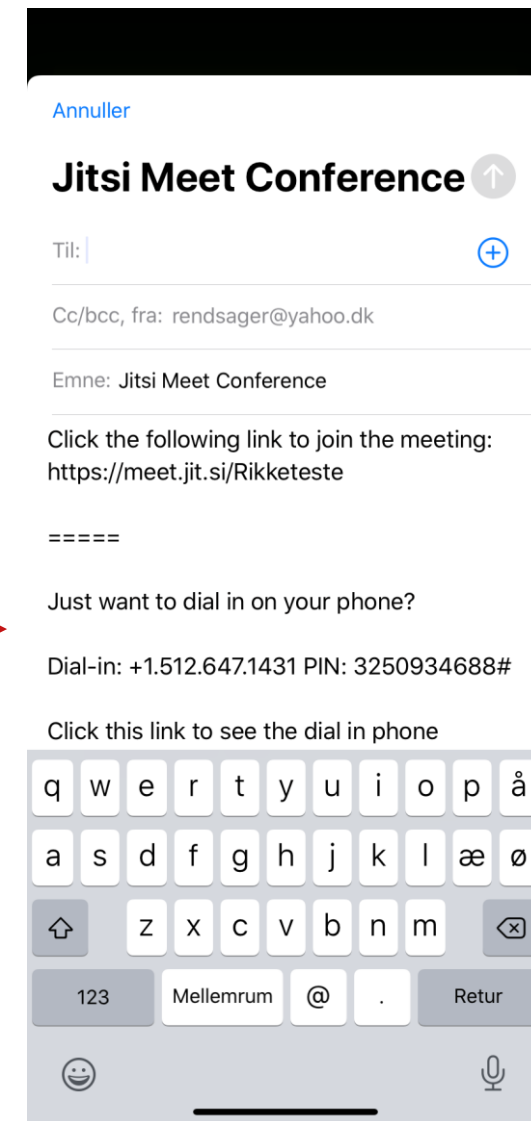 Annuller
Jitsi Meet Conference
Til:
Cc/bcc, fra: rendsager@yahoo.dk
Emne: Jitsi Meet Conference
Click the following link to join the meeting:
https://meet.jit.si/Rikketeste
=====
Just want to dial in on your phone?
Dial-in: +1.512.647.1431 PIN: 3250934688#
Click this link to see the dial in phone
q w e r t y u i o p å
a s d f g h j k l æ ø
z x c v b n m
123 Mellemrum @ . Retur